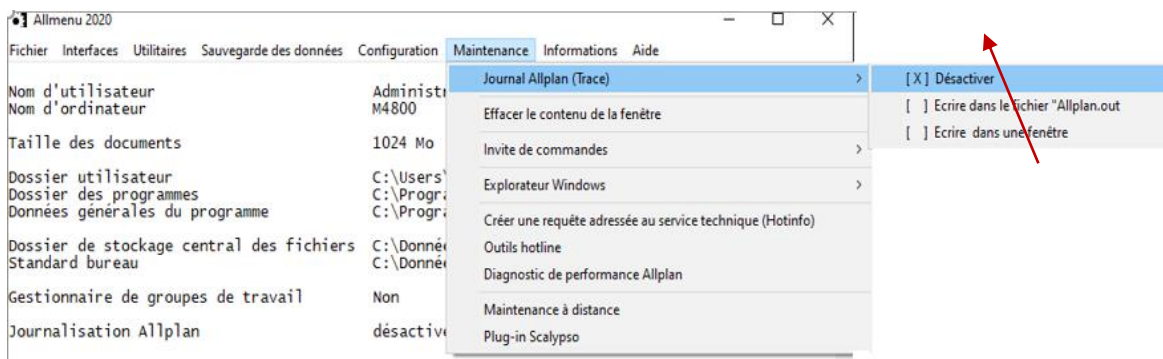 Allmenu 2020
Fichier Interfaces Utilitaires Sauvegarde des données Configuration Maintenance Informations Aide
Nom d'utilisateur Administr
Nom d'ordinateur M4800
Taille des documents 1024 Mo
Dossier utilisateur C:\Users\
Dossier des programmes C:\Progra
Données générales du programme C:\Progra
Dossier de stockage central des fichiers C:\Donnée
Standard bureau C:\Donnée
Gestionnaire de groupes de travail Non
Journalisation Allplan désactivé
Journal Allplan (Trace) >
Effacer le contenu de la fenêtre
Invite de commandes >
Explorateur Windows >
Créer une requête adressée au service technique (Hotinfo)
Outils hotline
Diagnostic de performance Allplan
Maintenance à distance
Plug-in Scalypso
[ X ] Désactiver
[ ] Ecrire dans le fichier "Allplan.out
[ ] Ecrire dans une fenêtre